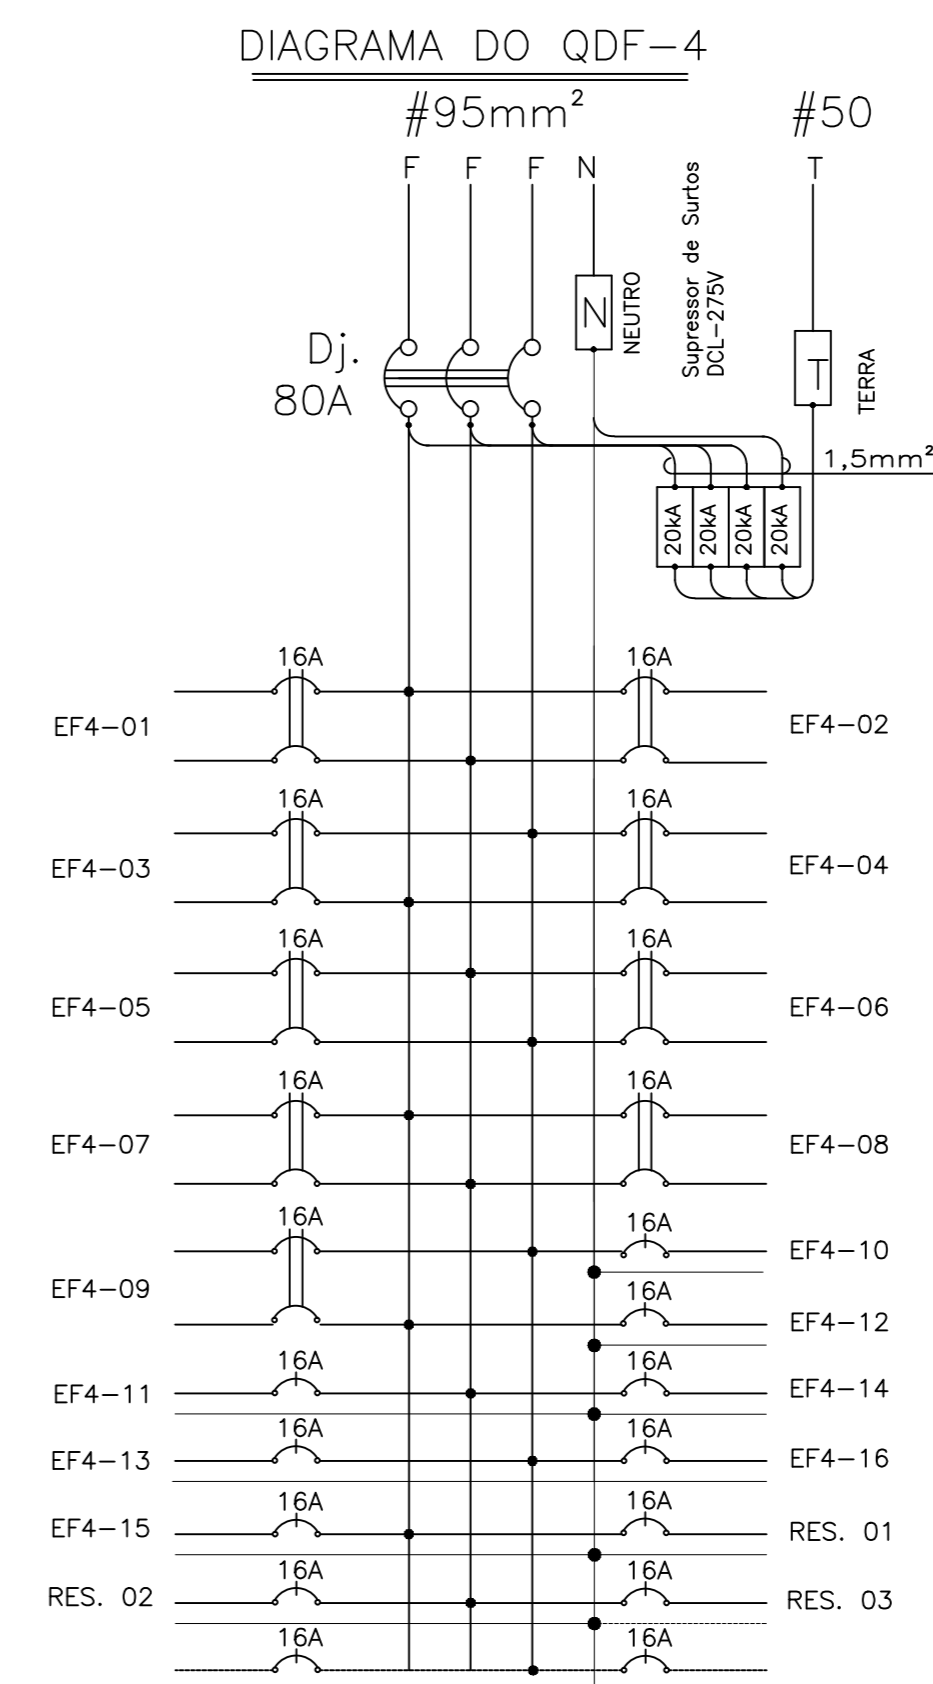 DIAGRAMA DO QDF-4
#95mm² #50
F F F N T
Supressor de Surtos
DCL-275V
N NEUTRO
T TERRA
Dj.
80A
1,5mm²
20kA 20kA 20kA 20kA
16A 16A
EF4-01 EF4-02
16A 16A
EF4-03 EF4-04
16A 16A
EF4-05 EF4-06
16A 16A
EF4-07 EF4-08
16A 16A
EF4-09 EF4-10
16A
EF4-12
16A 16A
EF4-11 EF4-14
16A 16A
EF4-13 EF4-16
16A 16A
EF4-15 RES. 01
16A 16A
RES. 02 RES. 03
16A 16A